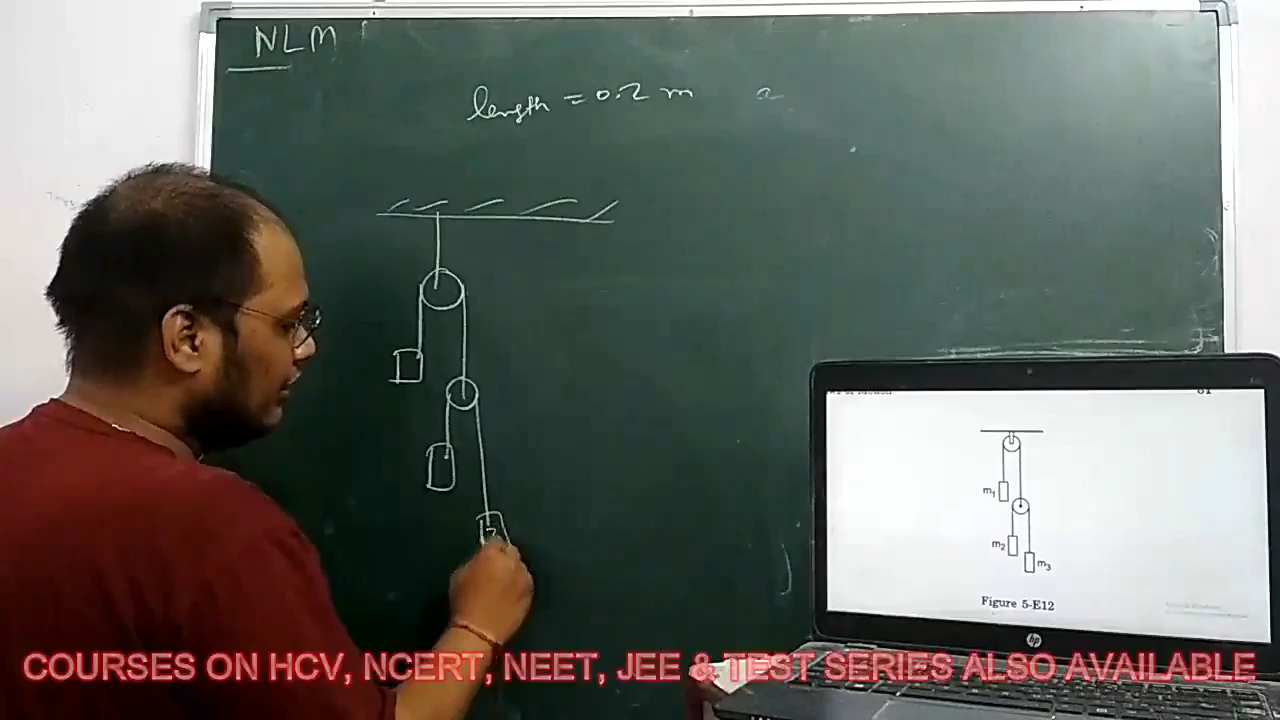 NLM
length = 0.2 m
m1
m2
m3
Figure 5-E12
COURSES ON HCV, NCERT, NEET, JEE & TEST SERIES ALSO AVAILABLE